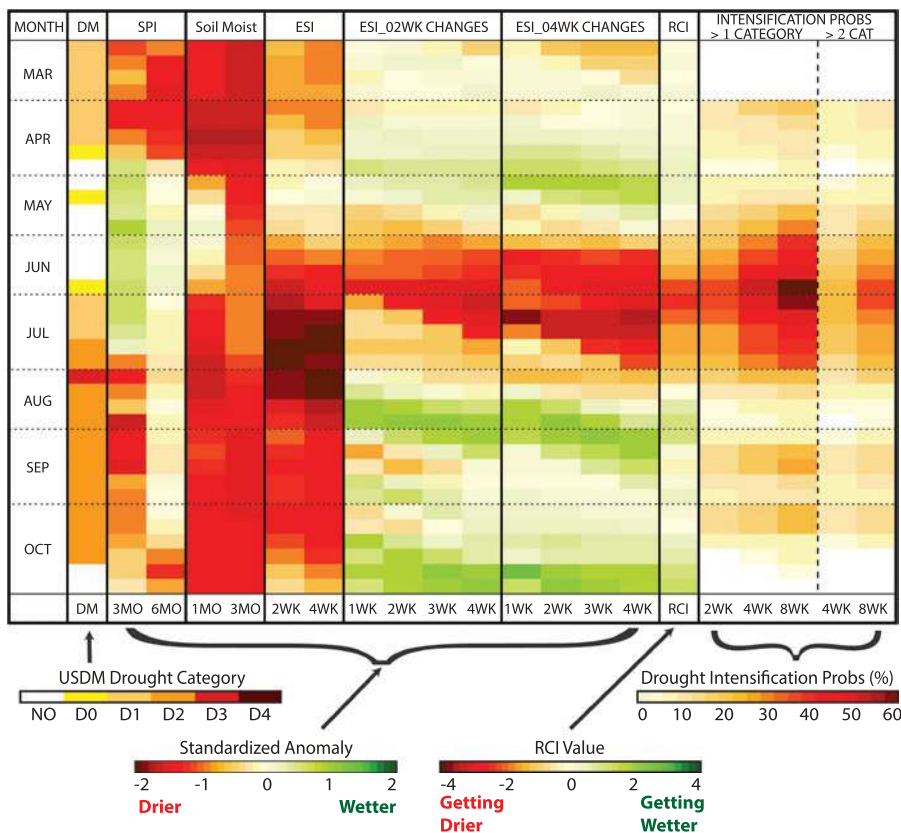 MONTH DM SPI Soil Moist ESI ESI_02WK CHANGES ESI_04WK CHANGES RCI INTENSIFICATION PROBS
> 1 CATEGORY > 2 CAT
MAR
APR
MAY
JUN
JUL
AUG
SEP
OCT
DM 3MO 6MO 1MO 3MO 2WK 4WK 1WK 2WK 3WK 4WK 1WK 2WK 3WK 4WK RCI 2WK 4WK 8WK 4WK 8WK
USDM Drought Category
NO D0 D1 D2 D3 D4
Drought Intensification Probs (%)
0 10 20 30 40 50 60
Standardized Anomaly
-2 -1 0 1 2
Drier Wetter
RCI Value
-4 -2 0 2 4
Getting Getting
Drier Wetter